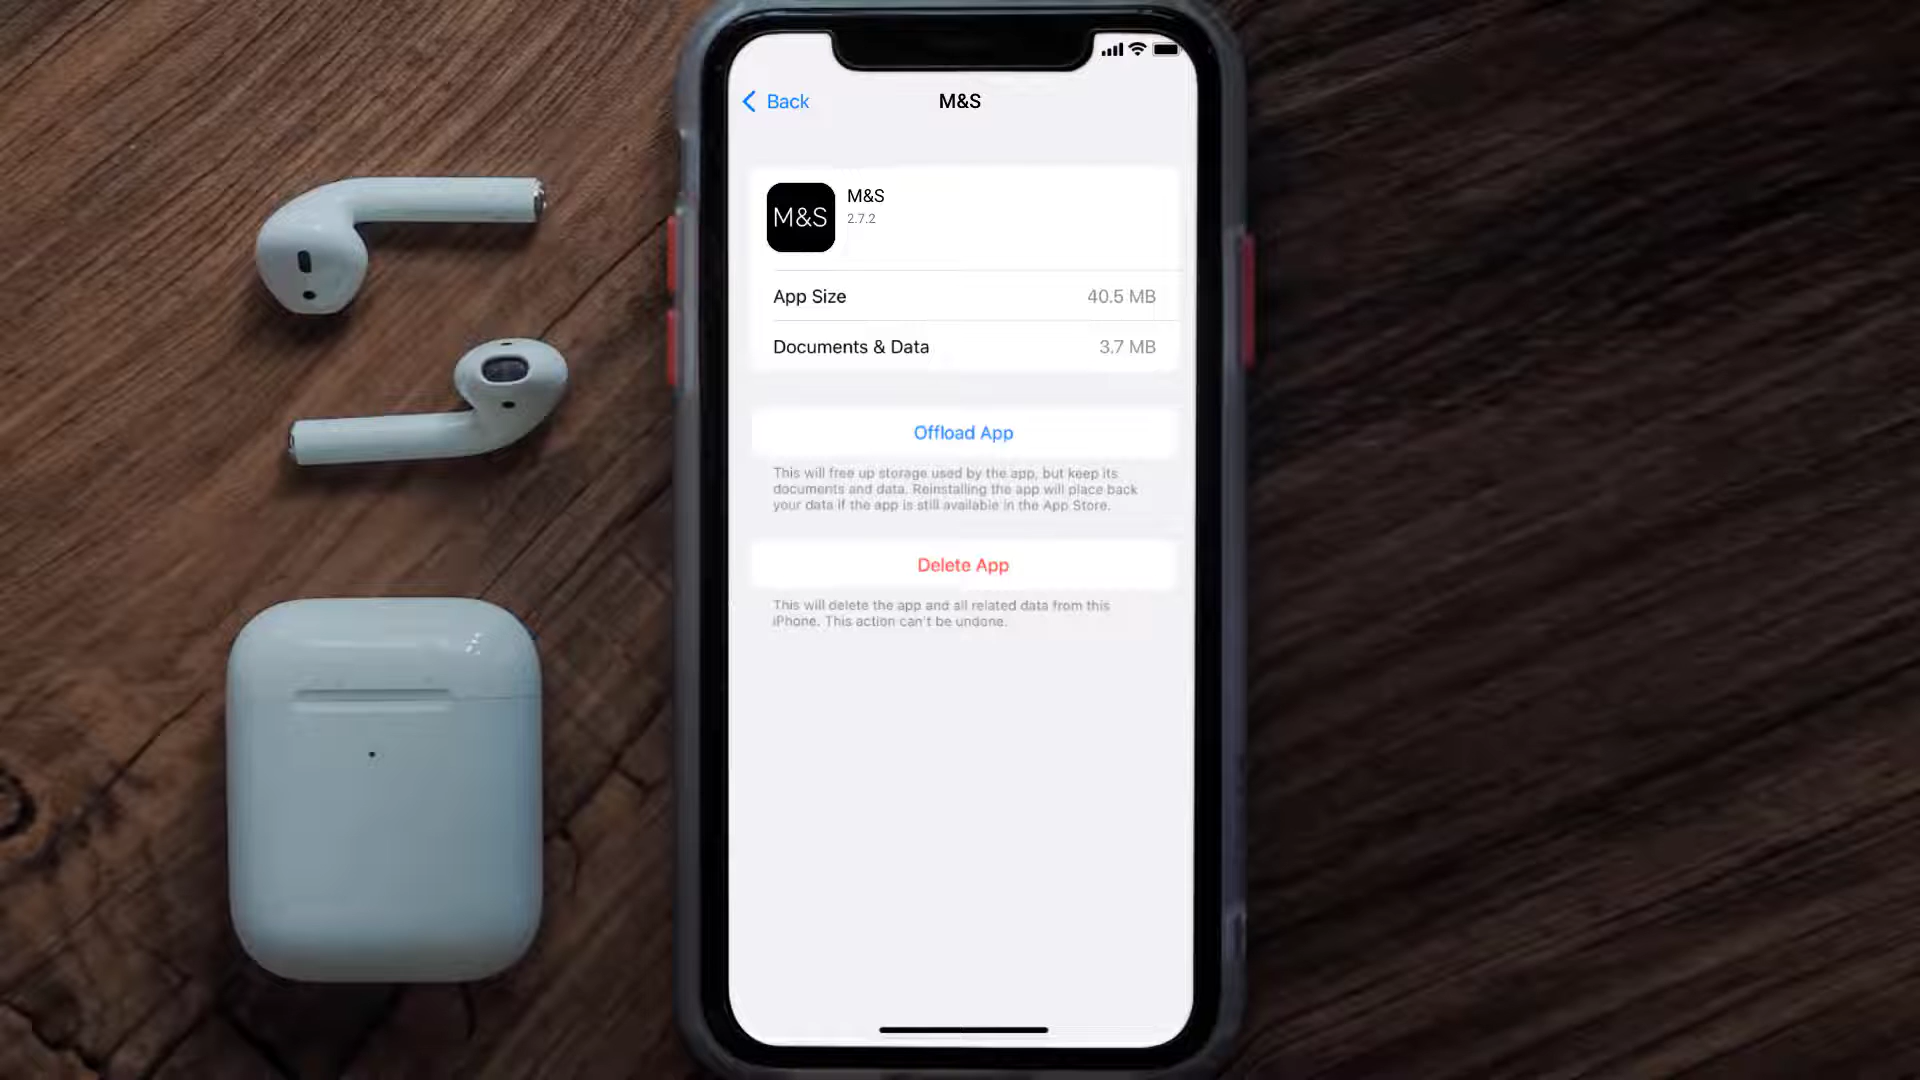 Back
M&S
M&S
M&S
2.7.2
App Size 40.5 MB
Documents & Data 3.7 MB
Offload App
This will free up storage used by the app, but keep its
documents and data. Reinstalling the app will place back
your data if the app is still available in the App Store.
Delete App
This will delete the app and all related data from this
iPhone. This action can't be undone.